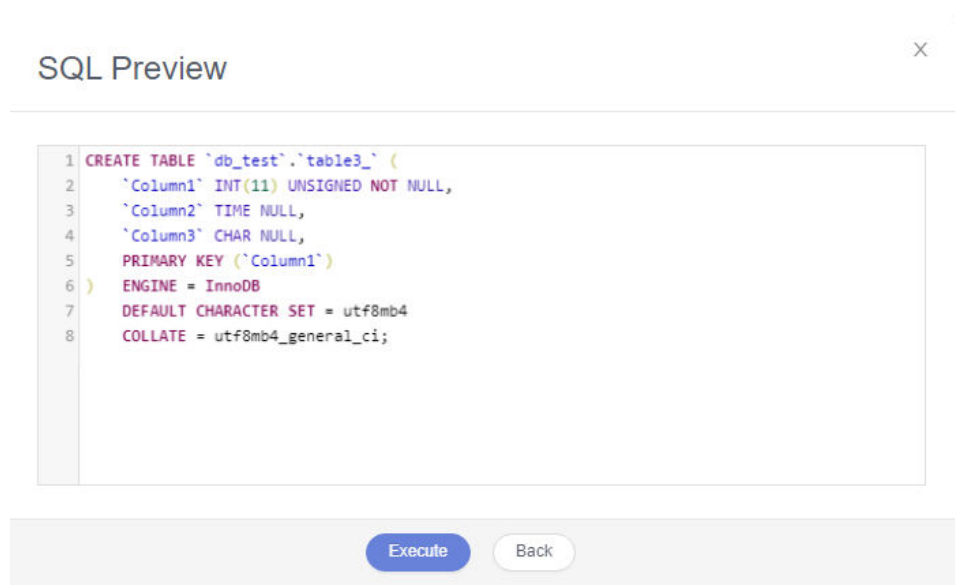 SQL Preview
X
1 CREATE TABLE `db_test`.`table3_` (
2 `Column1` INT(11) UNSIGNED NOT NULL,
3 `Column2` TIME NULL,
4 `Column3` CHAR NULL,
5 PRIMARY KEY (`Column1`)
6 ) ENGINE = InnoDB
7 DEFAULT CHARACTER SET = utf8mb4
8 COLLATE = utf8mb4_general_ci;
Execute Back